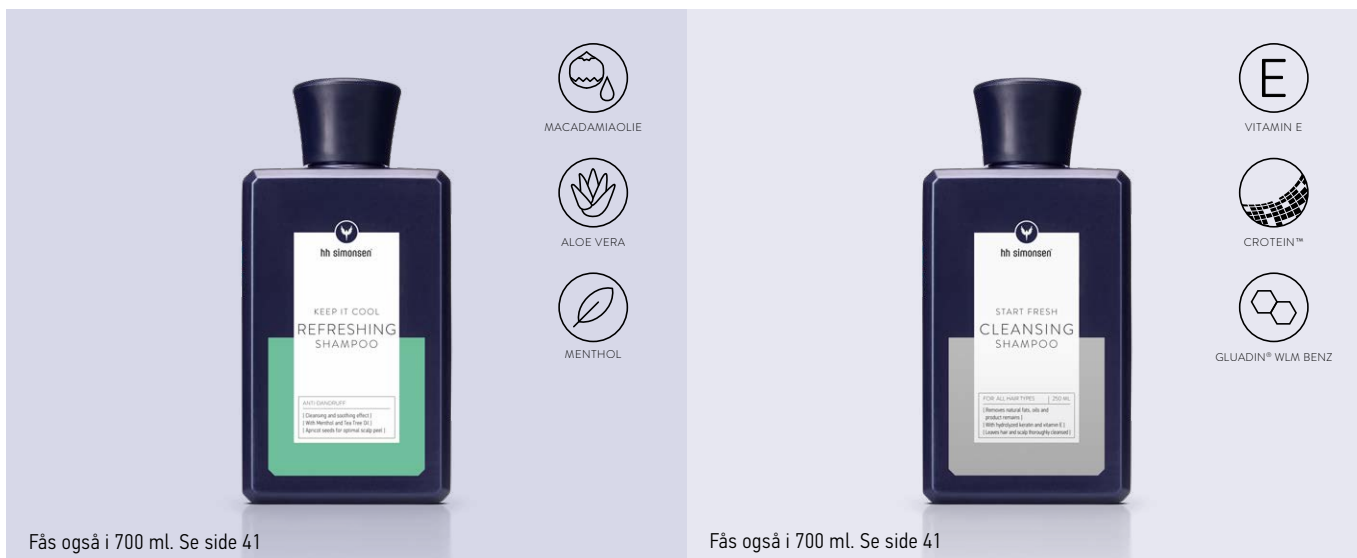 MACADAMIAOLIE
ALOE VERA
MENTHOL
hh simonsen
KEEP IT COOL
REFRESHING
SHAMPOO
ANTI-DANDRUFF
| Cleansing and soothing effect |
| With Menthol and Tea Tree Oil |
| Apricot seeds for optimal scalp peel |
Fås også i 700 ml. Se side 41
E
VITAMIN E
CROTEIN™
GLUADIN® WLM BENZ
hh simonsen
START FRESH
CLEANSING
SHAMPOO
FOR: ALL HAIR TYPES | 250 ML
| Removes natural fats, oils and
product remains |
| With hydrolyzed keratin and vitamin E |
| Leaves hair and scalp thoroughly cleansed |
Fås også i 700 ml. Se side 41